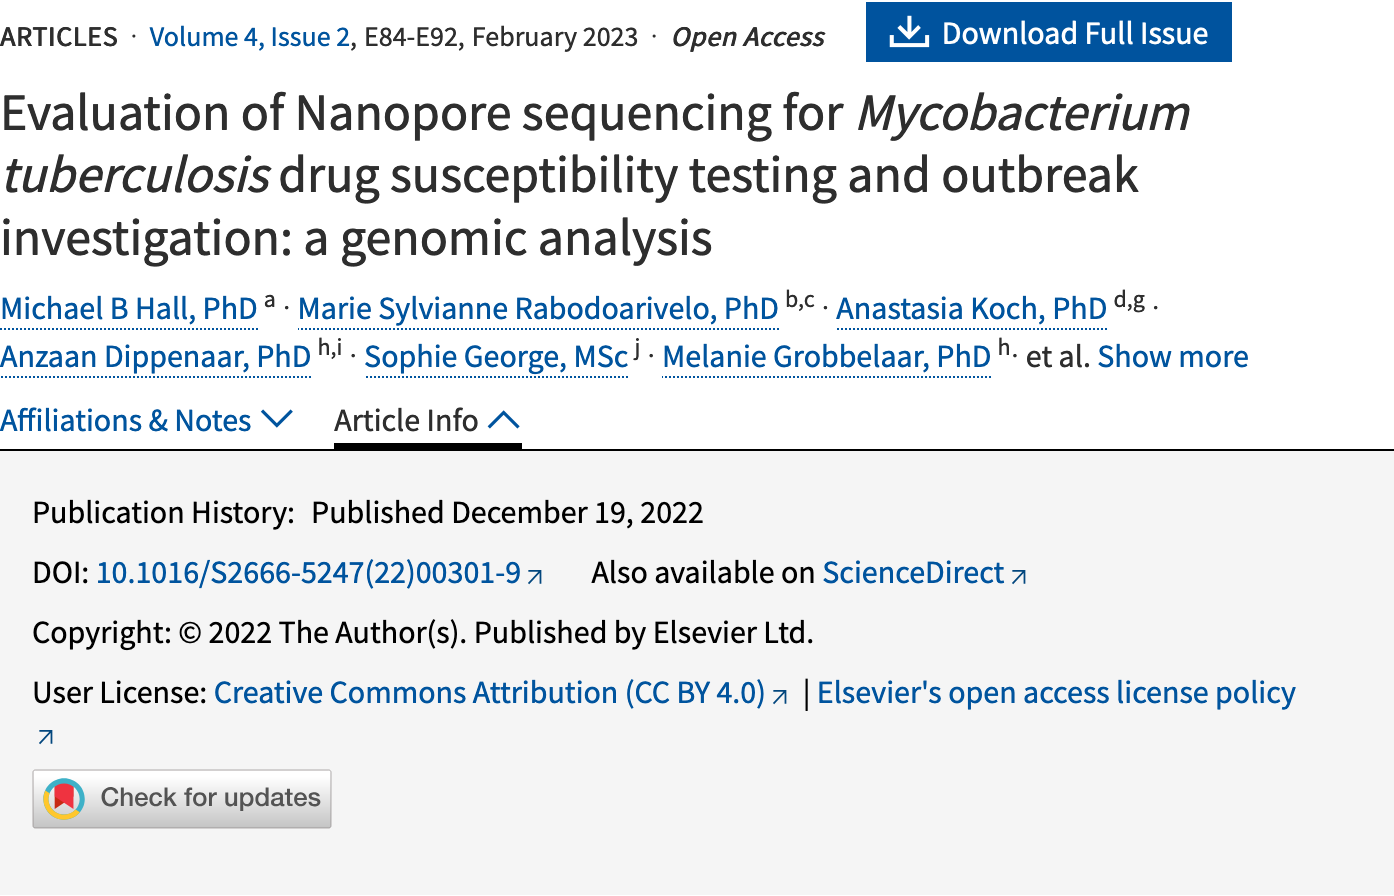 ARTICLES · Volume 4, Issue 2, E84-E92, February 2023 · Open Access Download Full Issue
Evaluation of Nanopore sequencing for Mycobacterium
tuberculosis drug susceptibility testing and outbreak
investigation: a genomic analysis
Michael B Hall, PhD a · Marie Sylvianne Rabodoarivelo, PhD b,c · Anastasia Koch, PhD d,g ·
Anzaan Dippenaar, PhD h,i · Sophie George, MSc j · Melanie Grobbelaar, PhD h · et al. Show more
Affiliations & Notes Article Info
Publication History: Published December 19, 2022
DOI: 10.1016/S2666-5247(22)00301-9 Also available on ScienceDirect
Copyright: © 2022 The Author(s). Published by Elsevier Ltd.
User License: Creative Commons Attribution (CC BY 4.0) | Elsevier's open access license policy
Check for updates